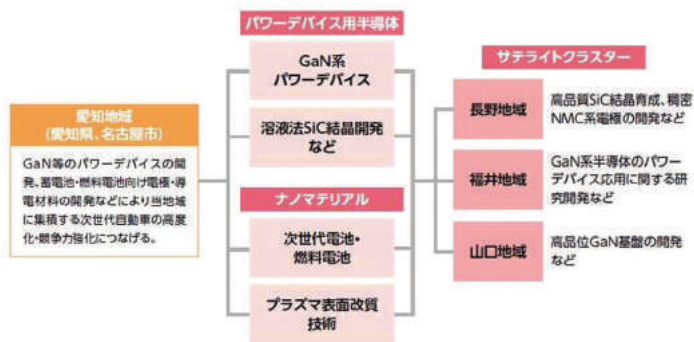 愛知地域
(愛知県、名古屋市)
GaN等のパワーデバイスの開
発、蓄電池・燃料電池向け電極・導
電材料の開発などにより当地域
に集積する次世代自動車の高度
化・競争力強化につなげる。
パワーデバイス用半導体
GaN系
パワーデバイス
溶液法SiC結晶開発
など
ナノマテリアル
次世代電池・
燃料電池
プラズマ表面改質
技術
サテライトクラスター
長野地域
高品質SiC結晶育成、稠密
NMC系電極の開発など
福井地域
GaN系半導体のパワー
デバイス応用に関する研
究開発など
山口地域
高品位GaN基盤の開発
など